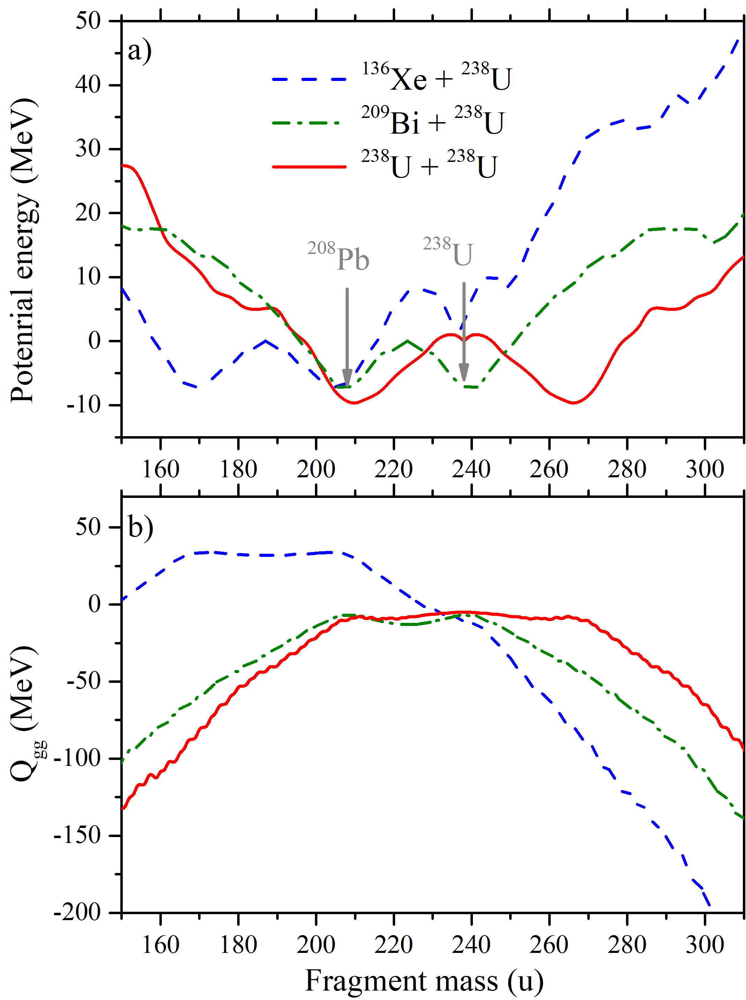 a)
Potenrial energy (MeV)
50
40
30
20
10
0
-10
¹³⁶Xe + ²³⁸U
²⁰⁹Bi + ²³⁸U
²³⁸U + ²³⁸U
²⁰⁸Pb
²³⁸U
160 180 200 220 240 260 280 300
b)
Q_gg (MeV)
50
0
-50
-100
-150
-200
160 180 200 220 240 260 280 300
Fragment mass (u)